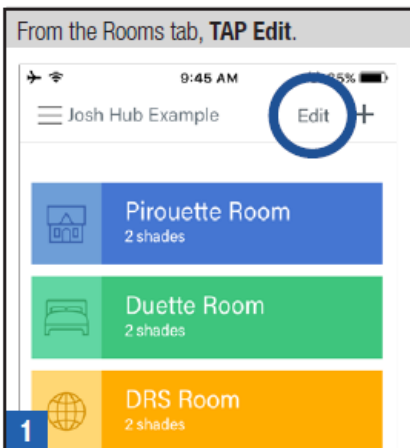 From the Rooms tab, TAP Edit.
9:45 AM
Josh Hub Example Edit +
Pirouette Room
2 shades
Duette Room
2 shades
DRS Room
2 shades
1